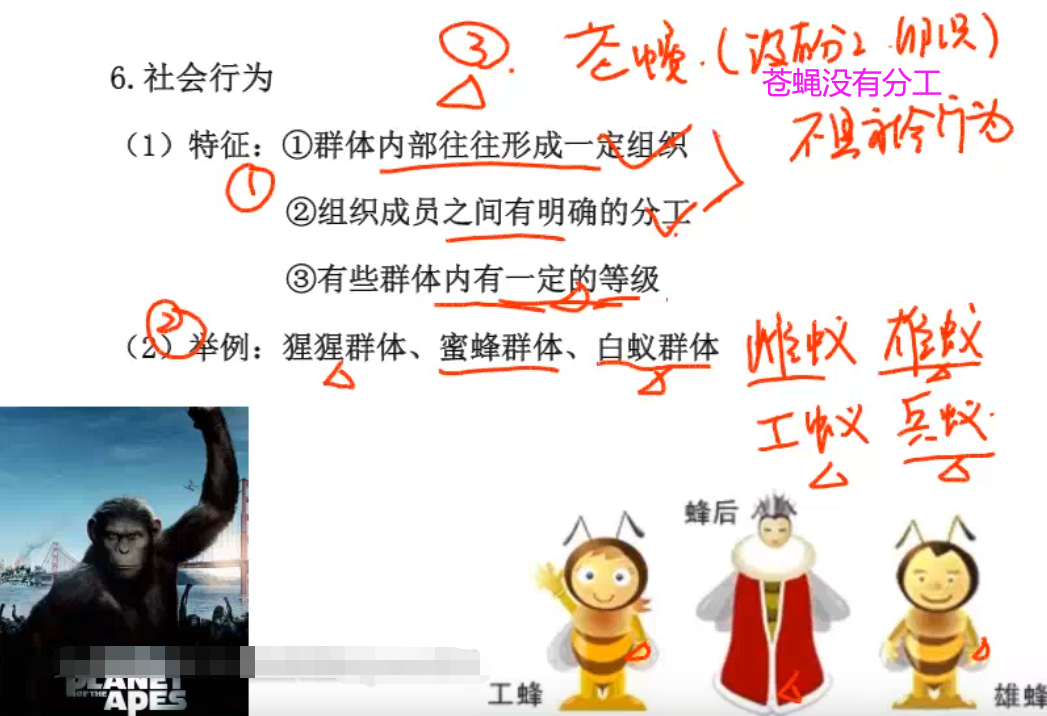 ③. 苍蝇.(没有分工.组织)
6.社会行为
苍蝇没有分工
不具社会行为
(1)特征:①群体内部往往形成一定组织
①
②组织成员之间有明确的分工
③有些群体内有一定的等级
②
(2)举例:猩猩群体、蜜蜂群体、白蚁群体
雌蚁 雄蚁
工蚁 兵蚁.
蜂后
工蜂
雄蜂
PLANET
OF THE
APES